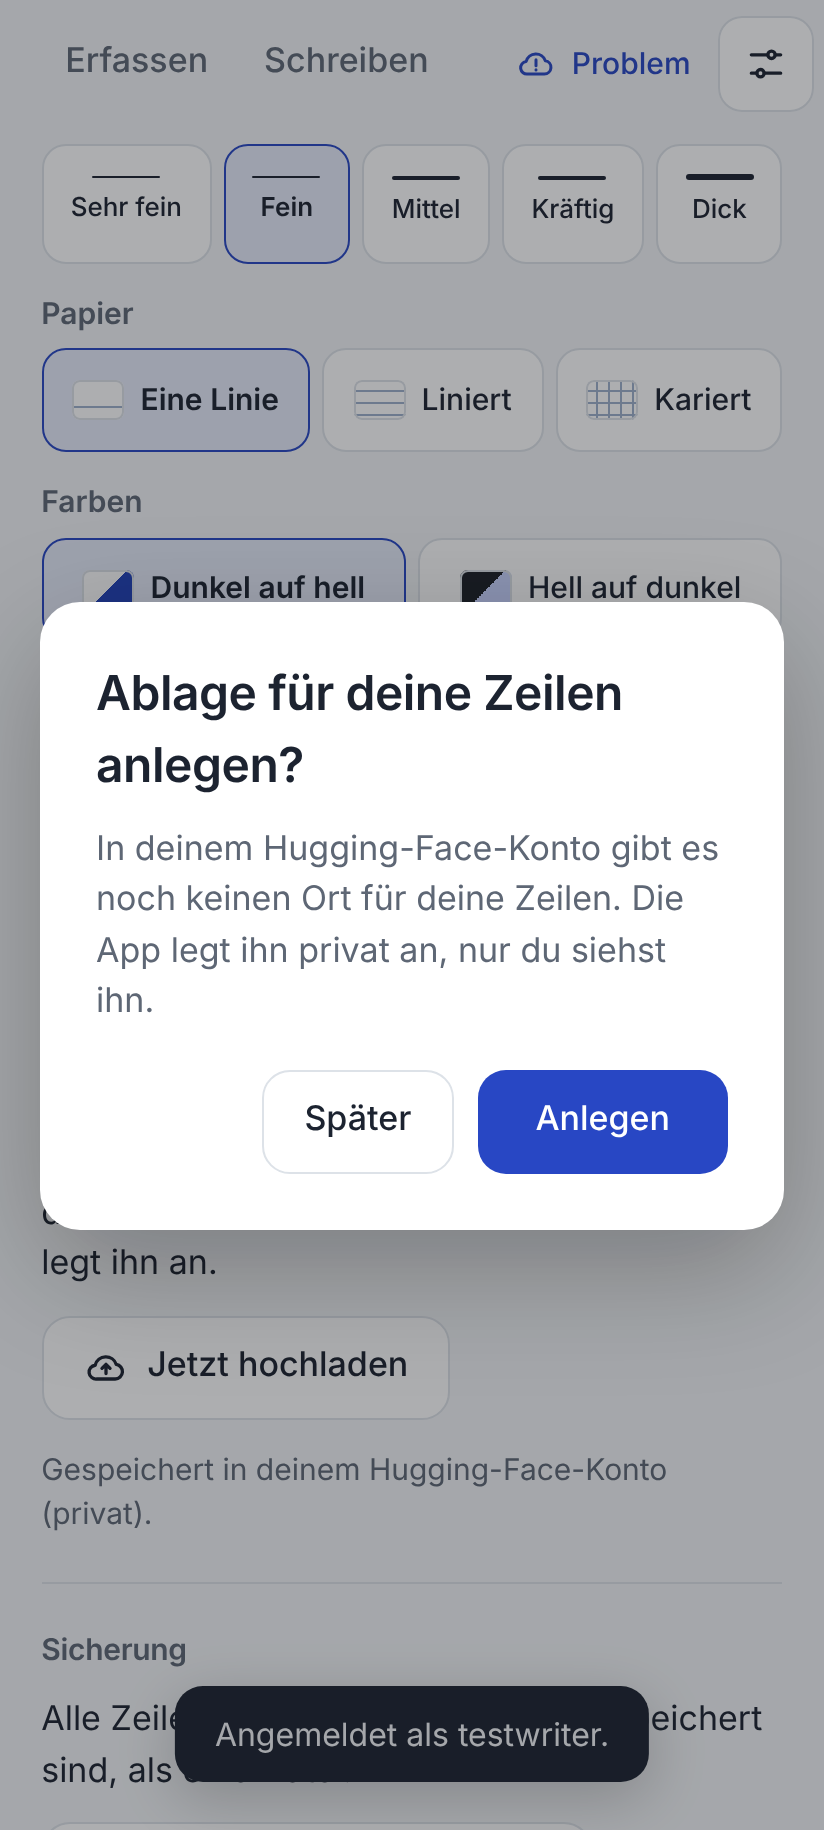 Erfassen Schreiben Problem
Sehr fein Fein Mittel Kräftig Dick
Papier
Eine Linie Liniert Kariert
Farben
Dunkel auf hell Hell auf dunkel
Ablage für deine Zeilen
anlegen?
In deinem Hugging-Face-Konto gibt es
noch keinen Ort für deine Zeilen. Die
App legt ihn privat an, nur du siehst
ihn.
Später Anlegen
legt ihn an.
Jetzt hochladen
Gespeichert in deinem Hugging-Face-Konto
(privat).
Sicherung
Alle
Angemeldet als testwriter.
sind, als